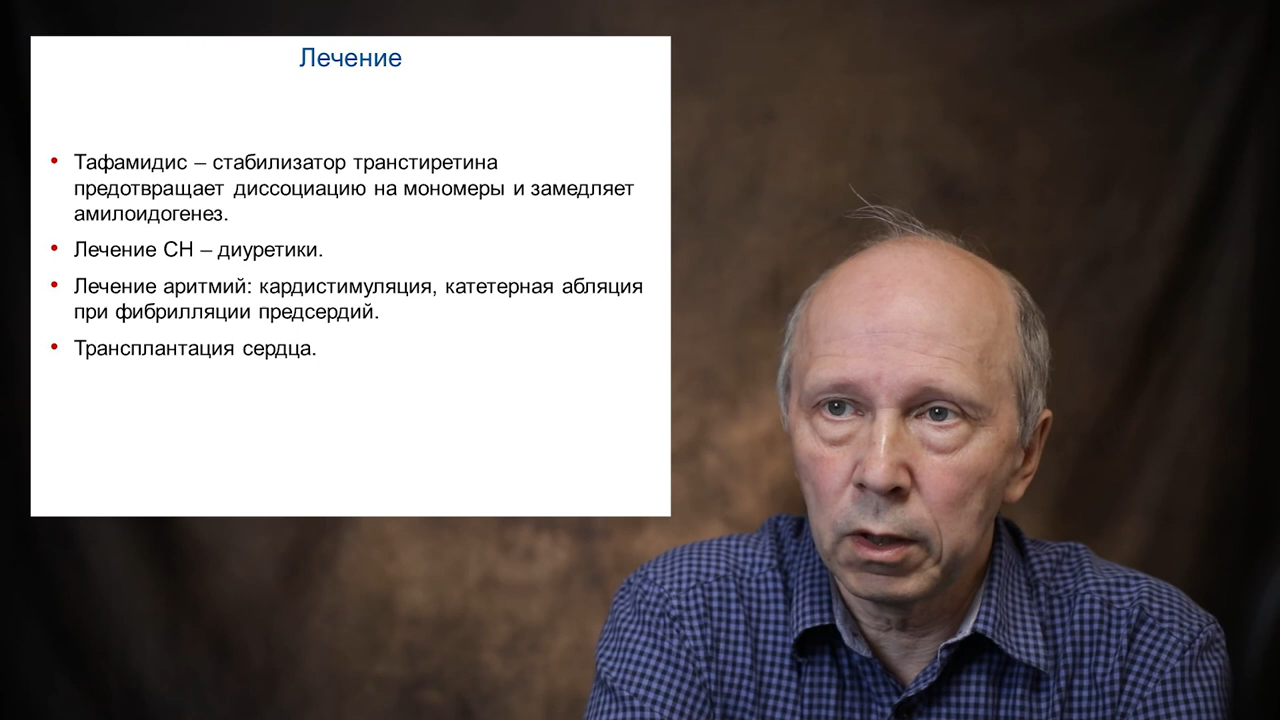 Лечение
• Тафамидис – стабилизатор транстиретина
предотвращает диссоциацию на мономеры и замедляет
амилоидогенез.
• Лечение СН – диуретики.
• Лечение аритмий: кардистимуляция, катетерная абляция
при фибрилляции предсердий.
• Трансплантация сердца.